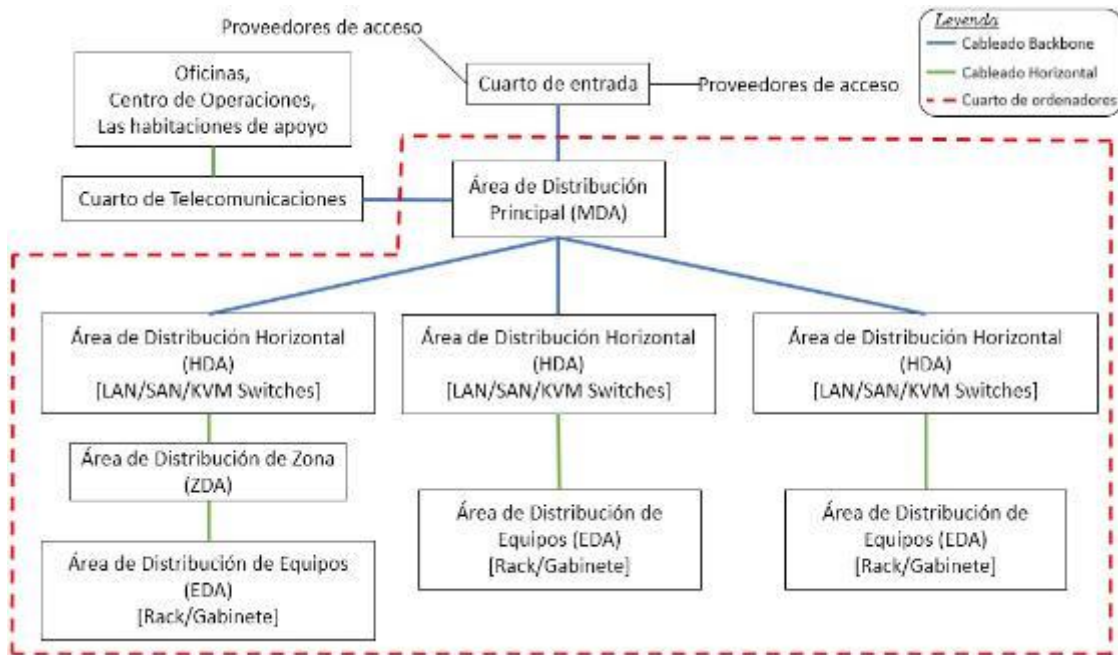 Proveedores de acceso
Leyenda
Cableado Backbone
Cableado Horizontal
Cuarto de ordenadores
Oficinas,
Centro de Operaciones,
Las habitaciones de apoyo
Cuarto de entrada
Proveedores de acceso
Cuarto de Telecomunicaciones
Área de Distribución
Principal (MDA)
Área de Distribución Horizontal
(HDA)
[LAN/SAN/KVM Switches]
Área de Distribución Horizontal
(HDA)
[LAN/SAN/KVM Switches]
Área de Distribución Horizontal
(HDA)
[LAN/SAN/KVM Switches]
Área de Distribución de Zona
(ZDA)
Área de Distribución de Equipos
(EDA)
[Rack/Gabinete]
Área de Distribución de
Equipos (EDA)
[Rack/Gabinete]
Área de Distribución de
Equipos (EDA)
[Rack/Gabinete]